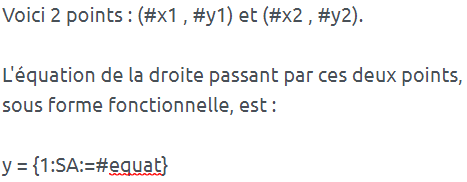 Voici 2 points : (#x1 , #y1) et (#x2 , #y2).
L'équation de la droite passant par ces deux points,
sous forme fonctionnelle, est :
y = {1:SA:=#equat}